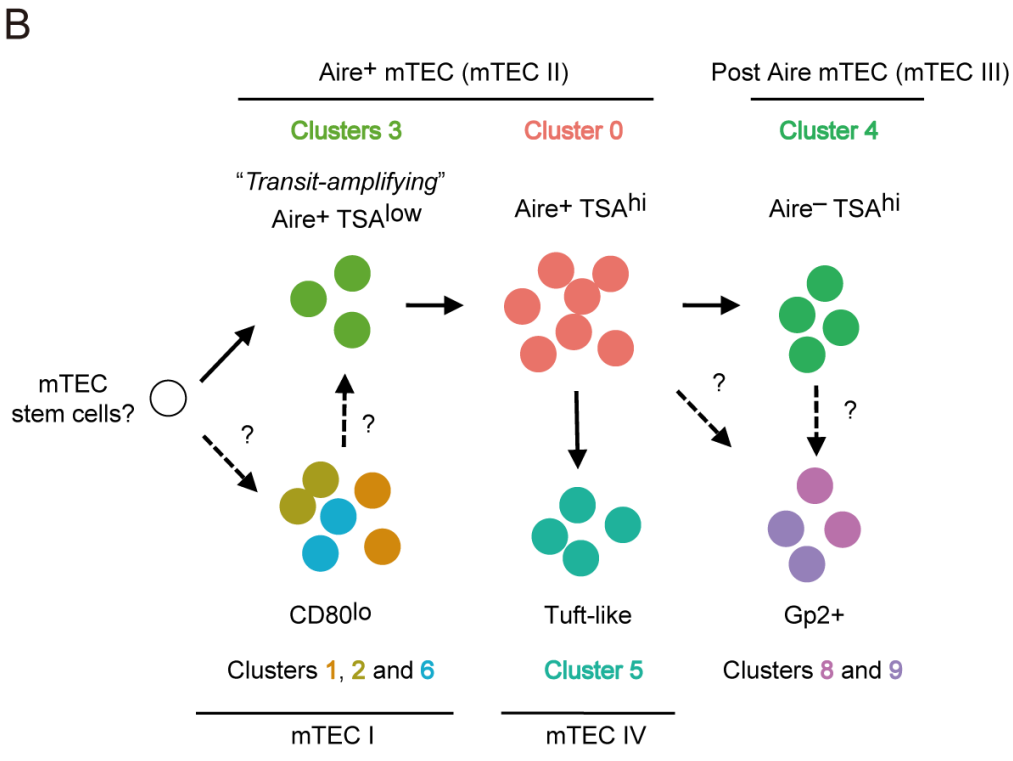 B
Aire+ mTEC (mTEC II)
Post Aire mTEC (mTEC III)
Clusters 3
Cluster 0
Cluster 4
“Transit-amplifying”
Aire+ TSAlow
Aire+ TSAhi
Aire– TSAhi
mTEC
stem cells?
?
?
?
?
CD80lo
Tuft-like
Gp2+
Clusters 1, 2 and 6
Cluster 5
Clusters 8 and 9
mTEC I
mTEC IV